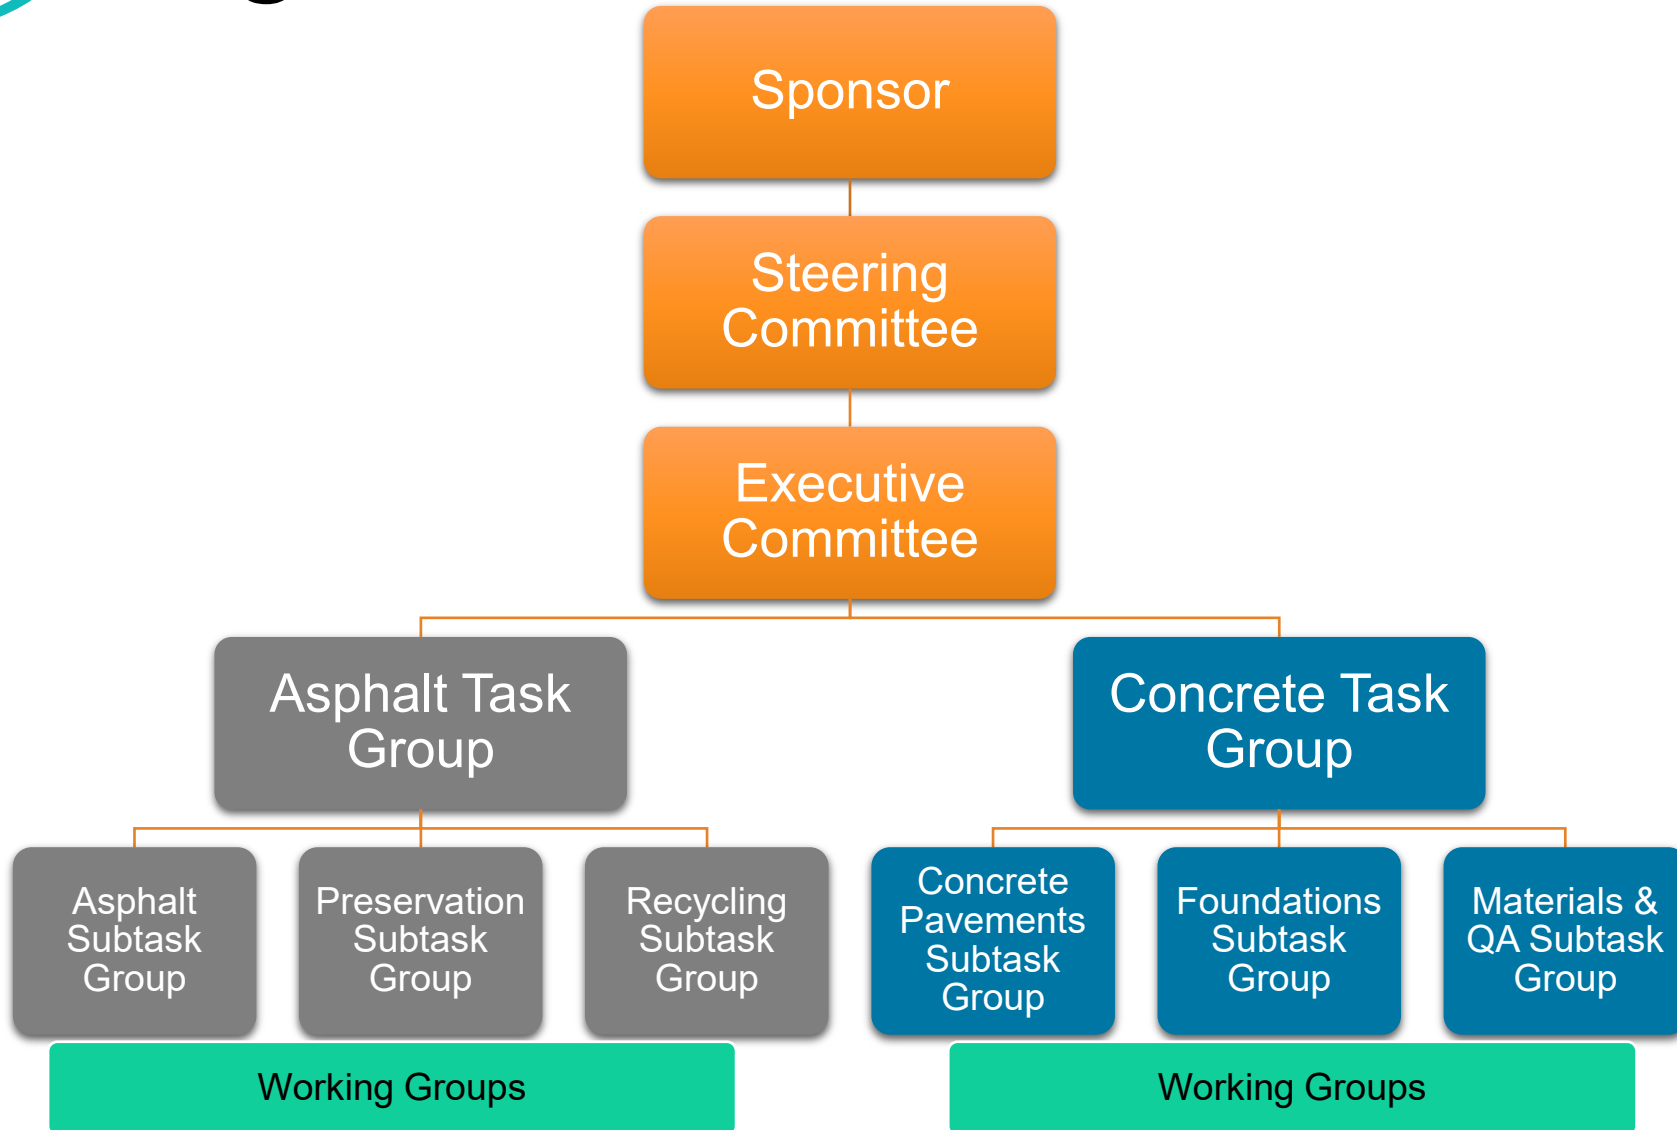 Sponsor
Steering
Committee
Executive
Committee
Asphalt Task
Group
Concrete Task
Group
Asphalt
Subtask
Group
Preservation
Subtask
Group
Recycling
Subtask
Group
Concrete
Pavements
Subtask
Group
Foundations
Subtask
Group
Materials &
QA Subtask
Group
Working Groups
Working Groups